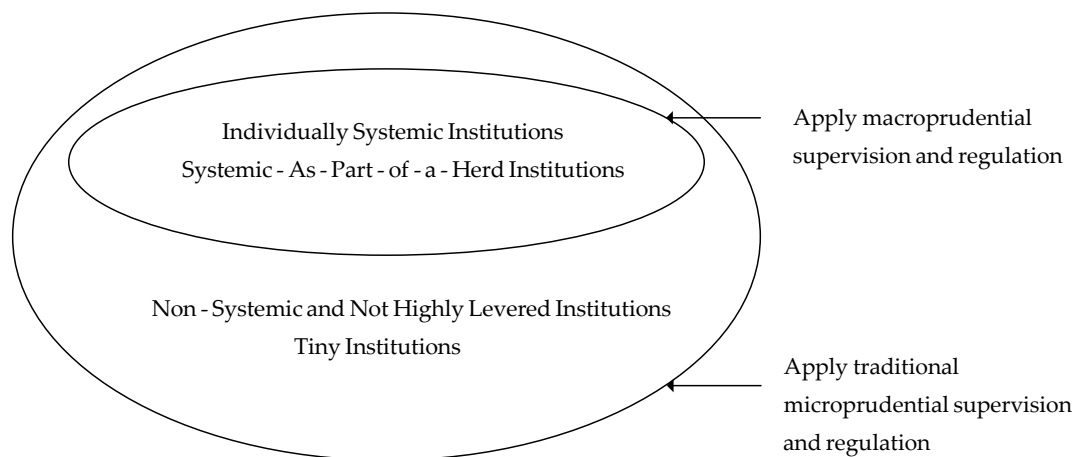 Individually Systemic Institutions
Systemic - As - Part - of - a - Herd Institutions
Apply macroprudential
supervision and regulation
Non - Systemic and Not Highly Levered Institutions
Tiny Institutions
Apply traditional
microprudential supervision
and regulation